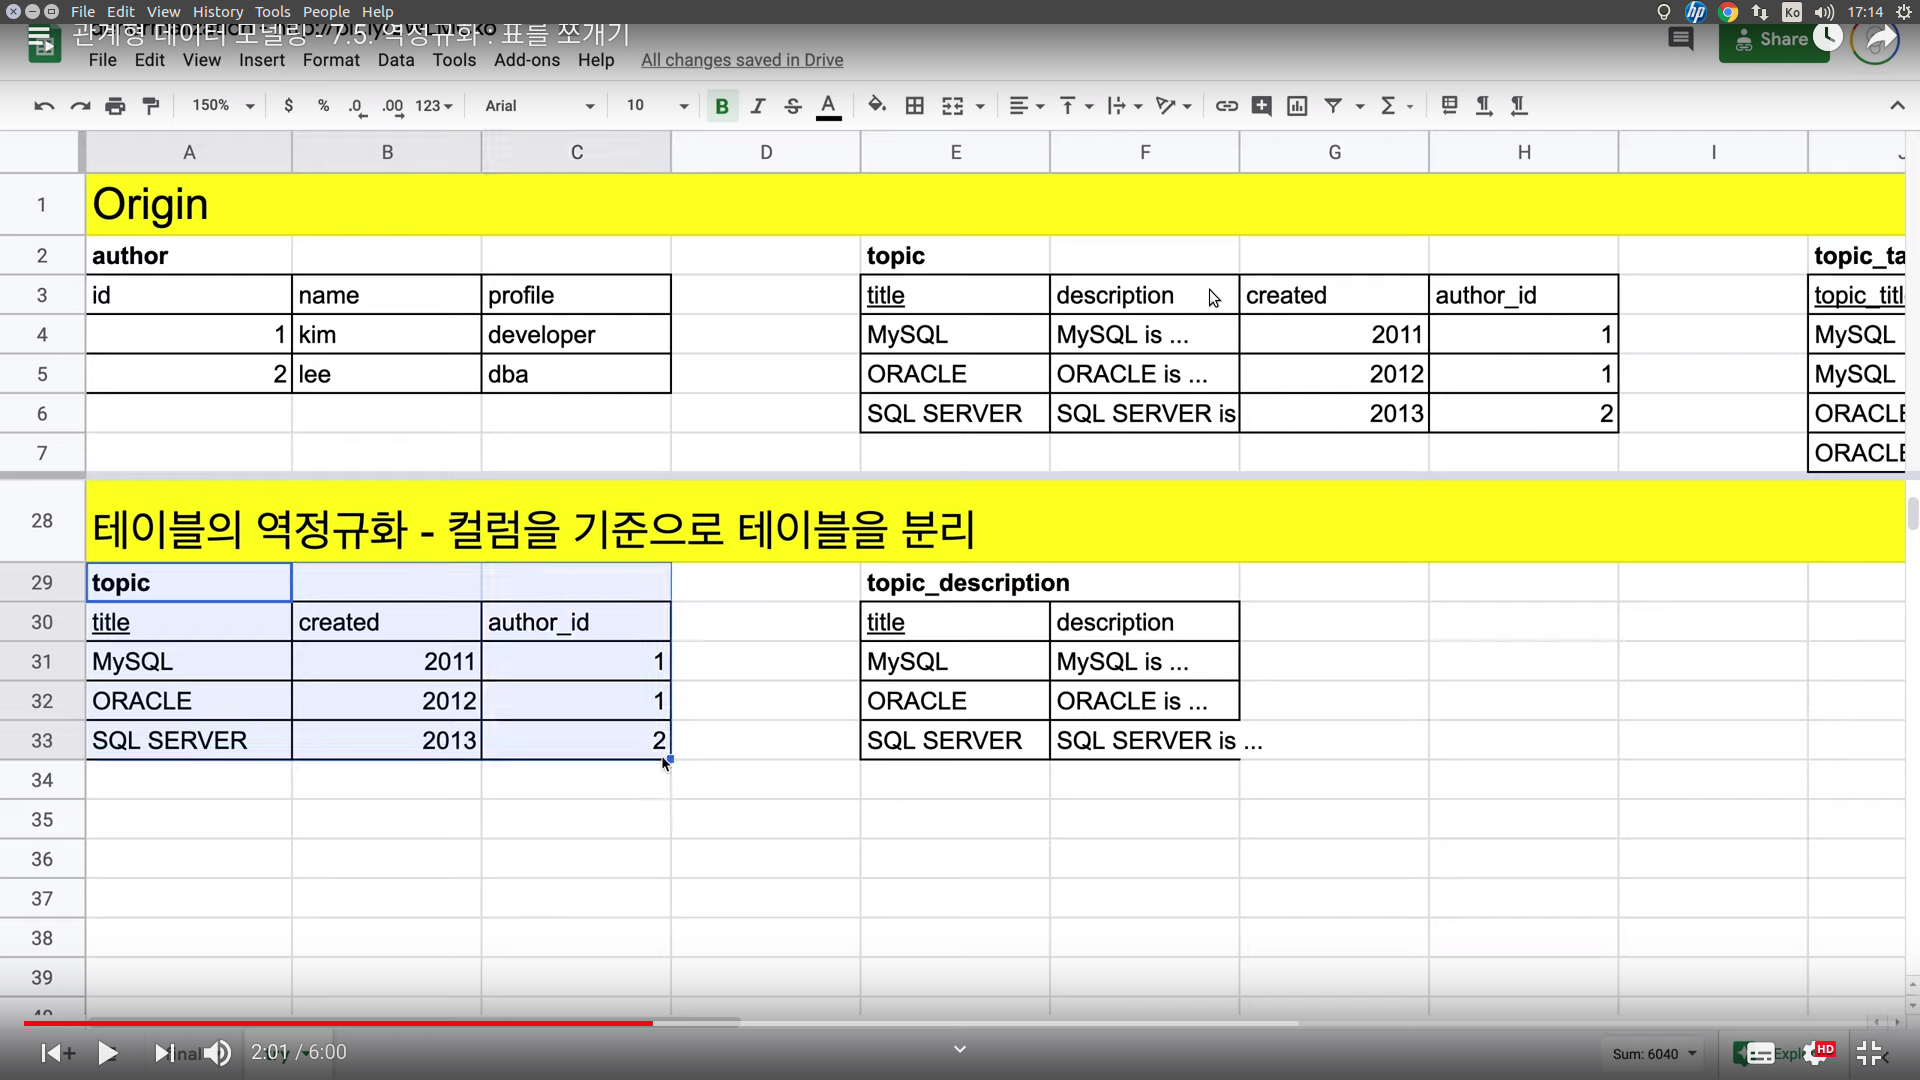 File Edit View History Tools People Help
Ko 17:14
관계형 데이터 모델링 - 7.5. 역정규화 : 표를 쪼개기
File Edit View Insert Format Data Tools Add-ons Help All changes saved in Drive
Share
150% $ % .0 .00 123 Arial 10 B I S A
A B C D E F G H I
1 Origin
2 author topic topic_ta
3 id name profile title description created author_id topic_titl
4 1 kim developer MySQL MySQL is ... 2011 1 MySQL
5 2 lee dba ORACLE ORACLE is ... 2012 1 MySQL
6 SQL SERVER SQL SERVER is 2013 2 ORACLE
7 ORACLE
28 테이블의 역정규화 - 컬럼을 기준으로 테이블을 분리
29 topic topic_description
30 title created author_id title description
31 MySQL 2011 1 MySQL MySQL is ...
32 ORACLE 2012 1 ORACLE ORACLE is ...
33 SQL SERVER 2013 2 SQL SERVER SQL SERVER is ...
34
35
36
37
38
39
40
2:01 / 6:00 Sum: 6040 HD